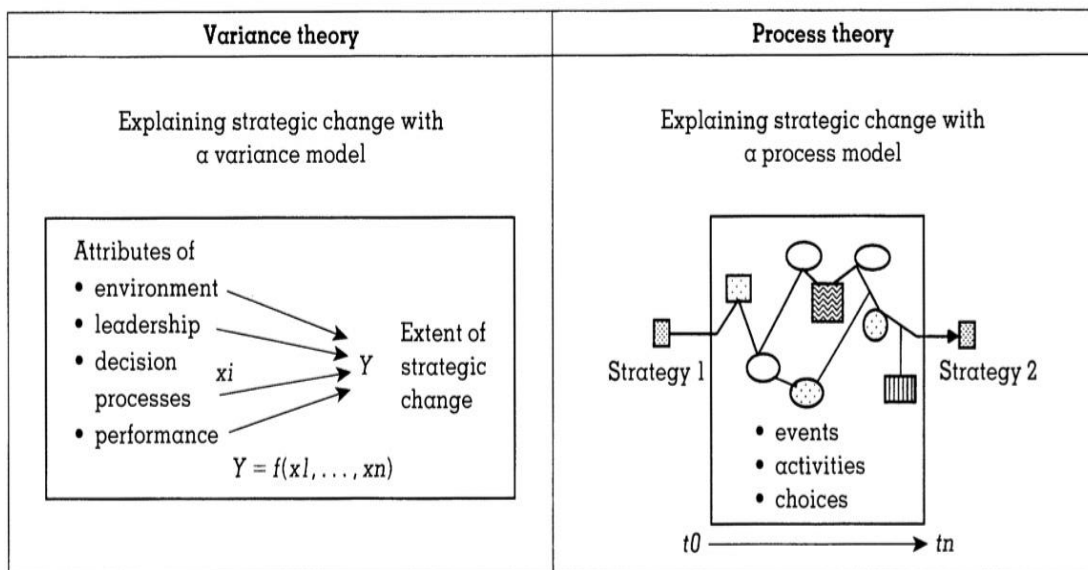 Variance theory
Process theory
Explaining strategic change with
a variance model
Explaining strategic change with
a process model
Attributes of
• environment
• leadership
• decision
processes
• performance
xi
Y
Extent of
strategic
change
Y = f(x1, . . . , xn)
Strategy 1
Strategy 2
• events
• activities
• choices
t0
tn